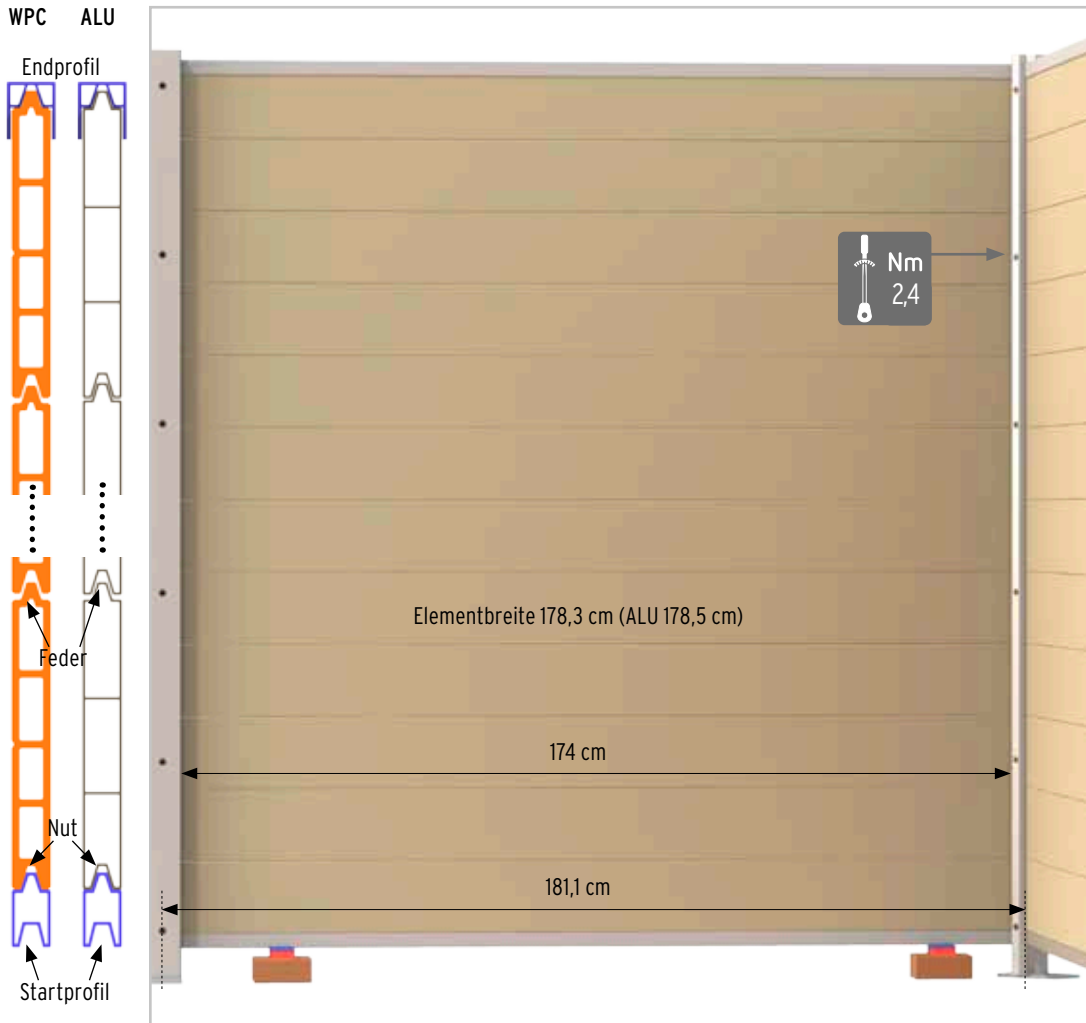 WPC ALU
Endprofil
Nm
2,4
Elementbreite 178,3 cm (ALU 178,5 cm)
Feder
174 cm
Nut
181,1 cm
Startprofil